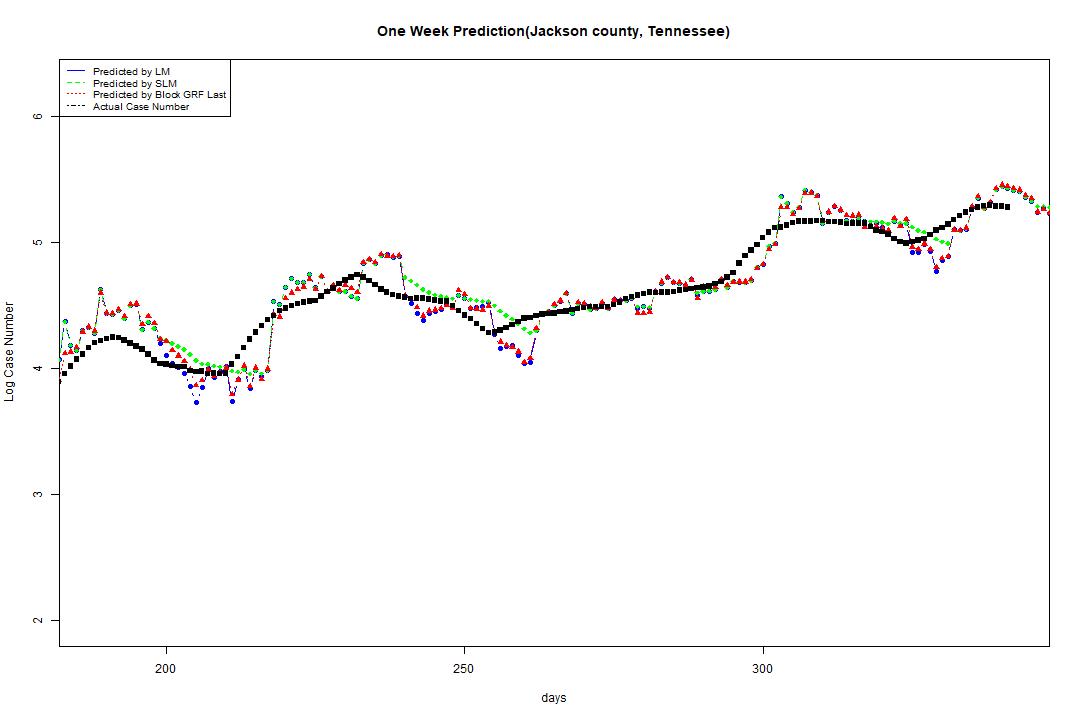 One Week Prediction(Jackson county, Tennessee)
Predicted by LM
Predicted by SLM
Predicted by Block GRF Last
Actual Case Number
6
5
4
3
2
Log Case Number
200 250 300
days